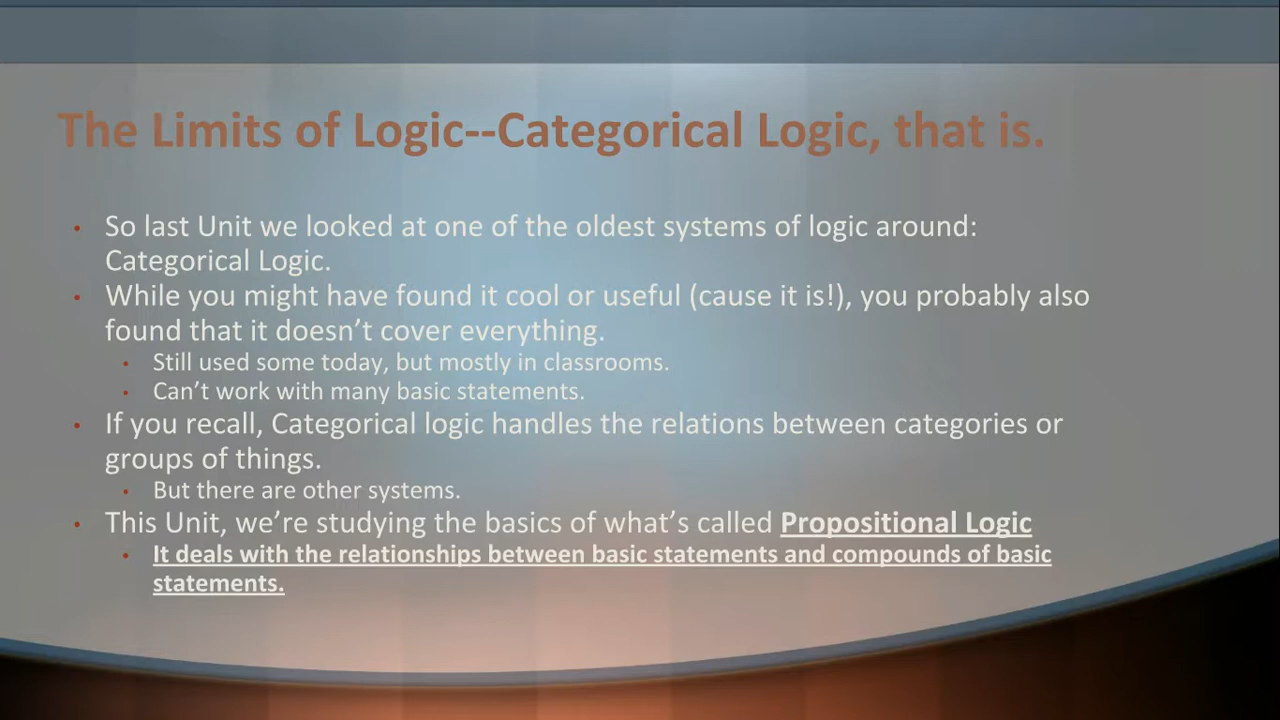 The Limits of Logic--Categorical Logic, that is.
• So last Unit we looked at one of the oldest systems of logic around:
Categorical Logic.
• While you might have found it cool or useful (cause it is!), you probably also
found that it doesn’t cover everything.
• Still used some today, but mostly in classrooms.
• Can’t work with many basic statements.
• If you recall, Categorical logic handles the relations between categories or
groups of things.
• But there are other systems.
• This Unit, we’re studying the basics of what’s called Propositional Logic
• It deals with the relationships between basic statements and compounds of basic
statements.